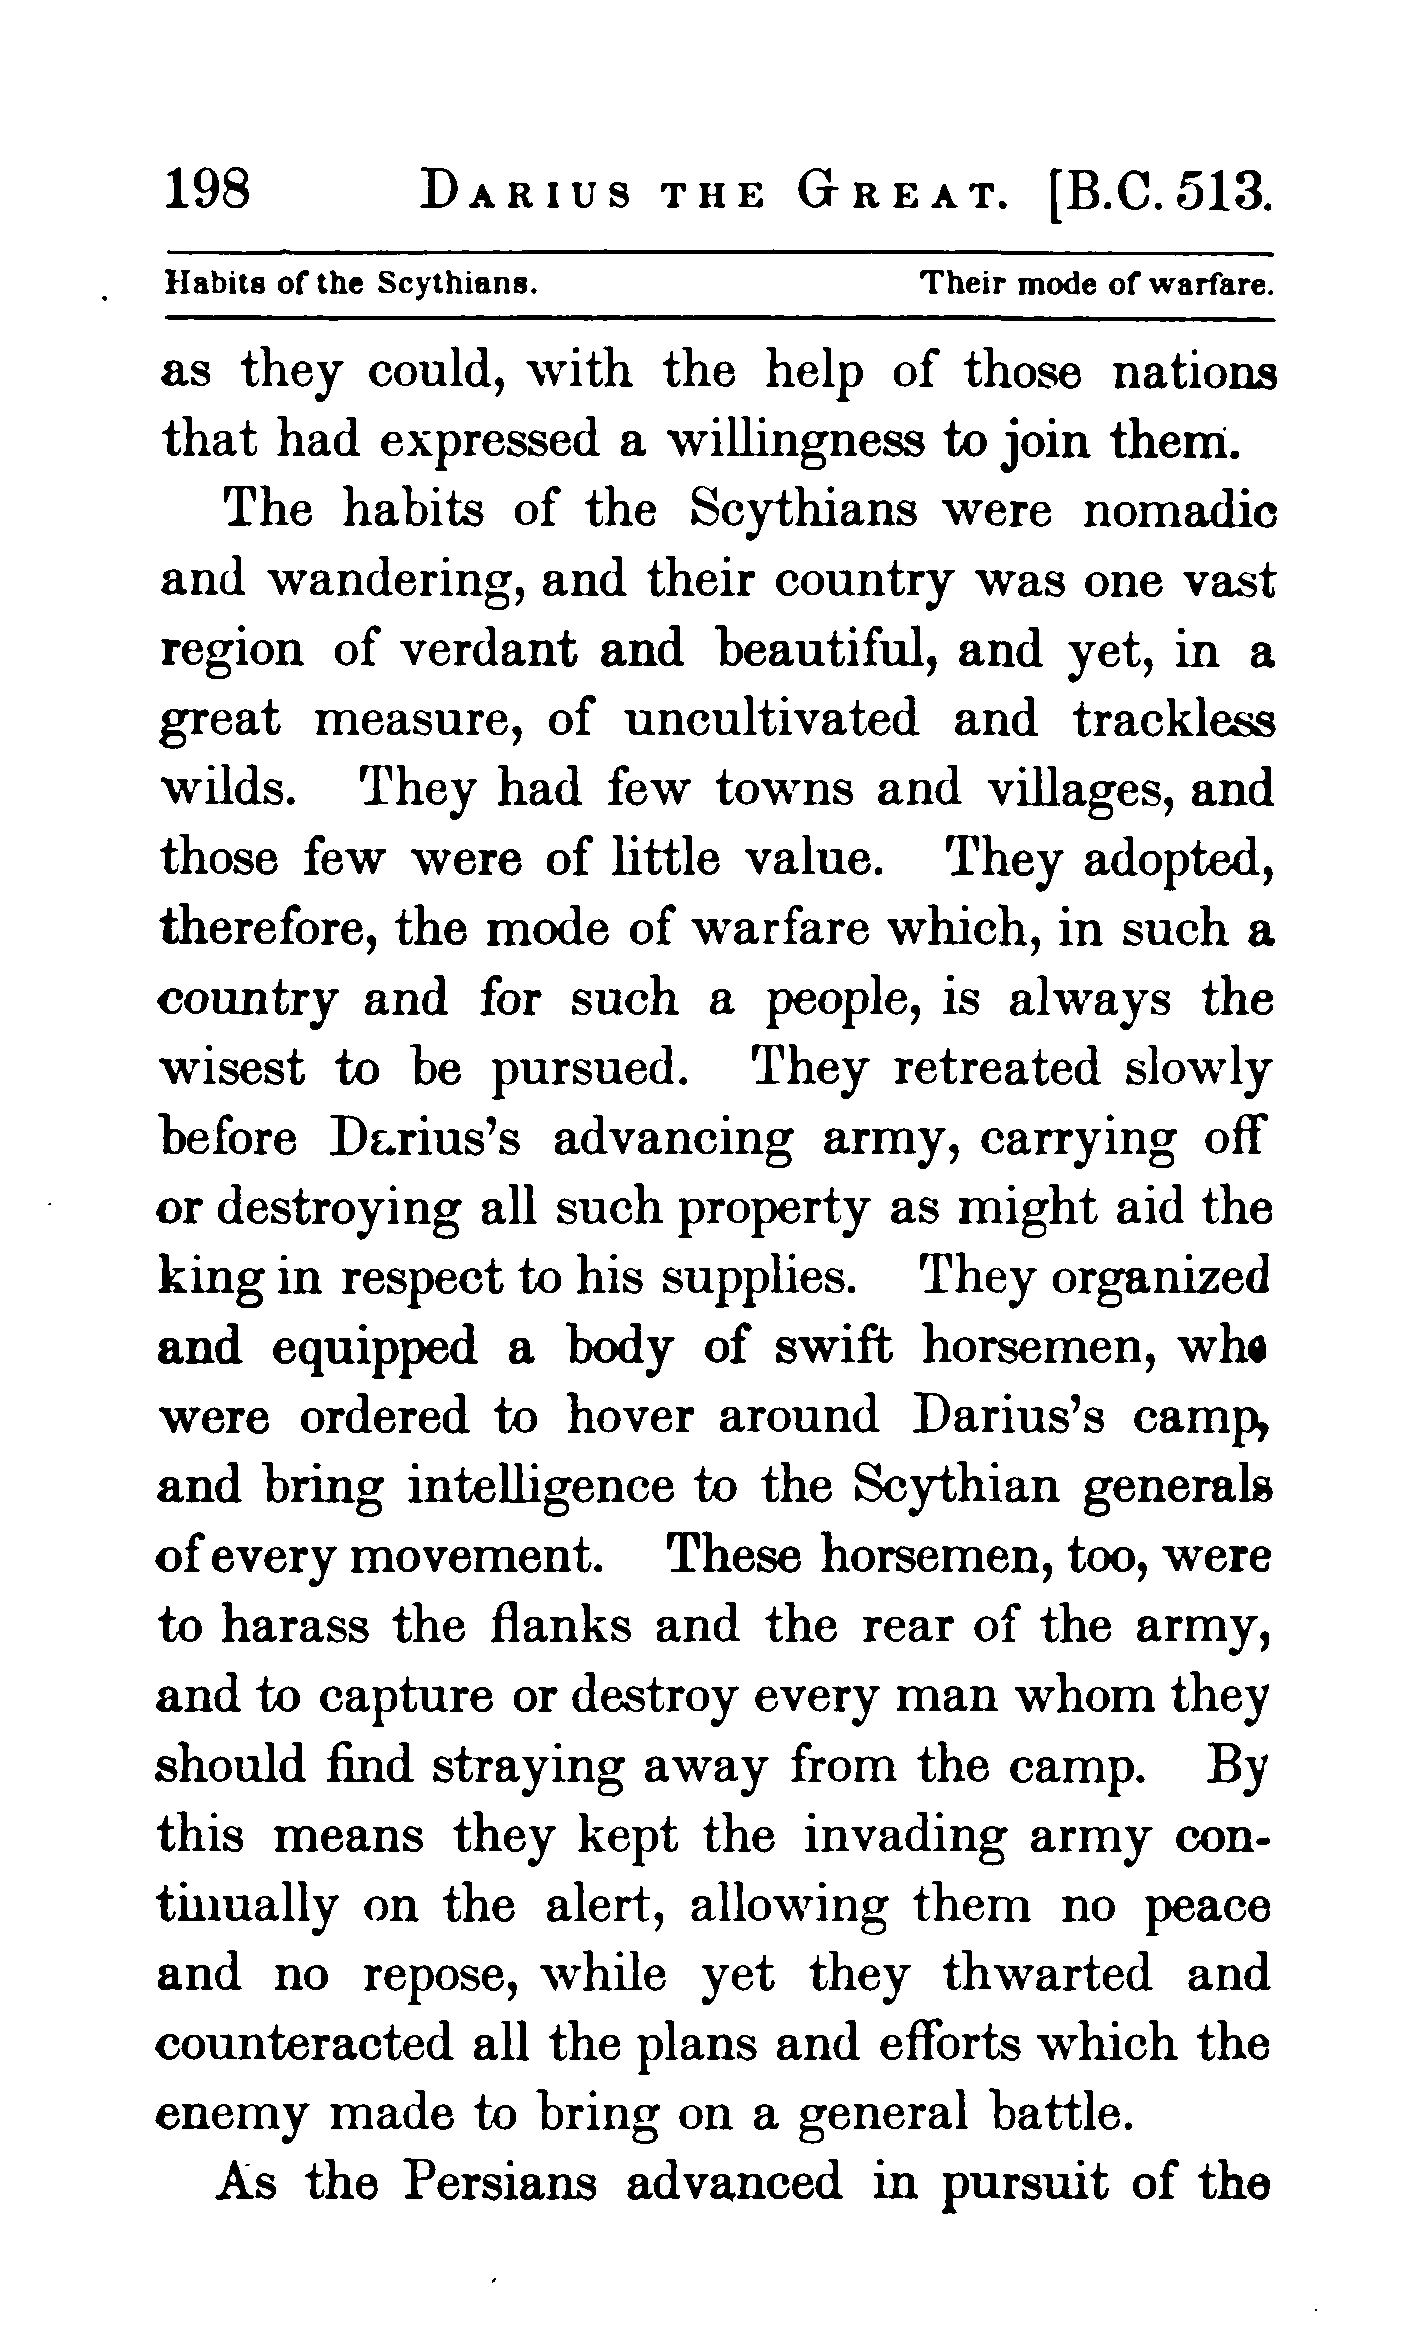 198 DARIUS THE GREAT. [B.C. 513.
Habits of the Scythians. Their mode of warfare.
as they could, with the help of those nations
that had expressed a willingness to join them.
The habits of the Scythians were nomadic
and wandering, and their country was one vast
region of verdant and beautiful, and yet, in a
great measure, of uncultivated and trackless
wilds. They had few towns and villages, and
those few were of little value. They adopted,
therefore, the mode of warfare which, in such a
country and for such a people, is always the
wisest to be pursued. They retreated slowly
before Darius's advancing army, carrying off
or destroying all such property as might aid the
king in respect to his supplies. They organized
and equipped a body of swift horsemen, who
were ordered to hover around Darius's camp,
and bring intelligence to the Scythian generals
of every movement. These horsemen, too, were
to harass the flanks and the rear of the army,
and to capture or destroy every man whom they
should find straying away from the camp. By
this means they kept the invading army con-
tinually on the alert, allowing them no peace
and no repose, while yet they thwarted and
counteracted all the plans and efforts which the
enemy made to bring on a general battle.
As the Persians advanced in pursuit of the